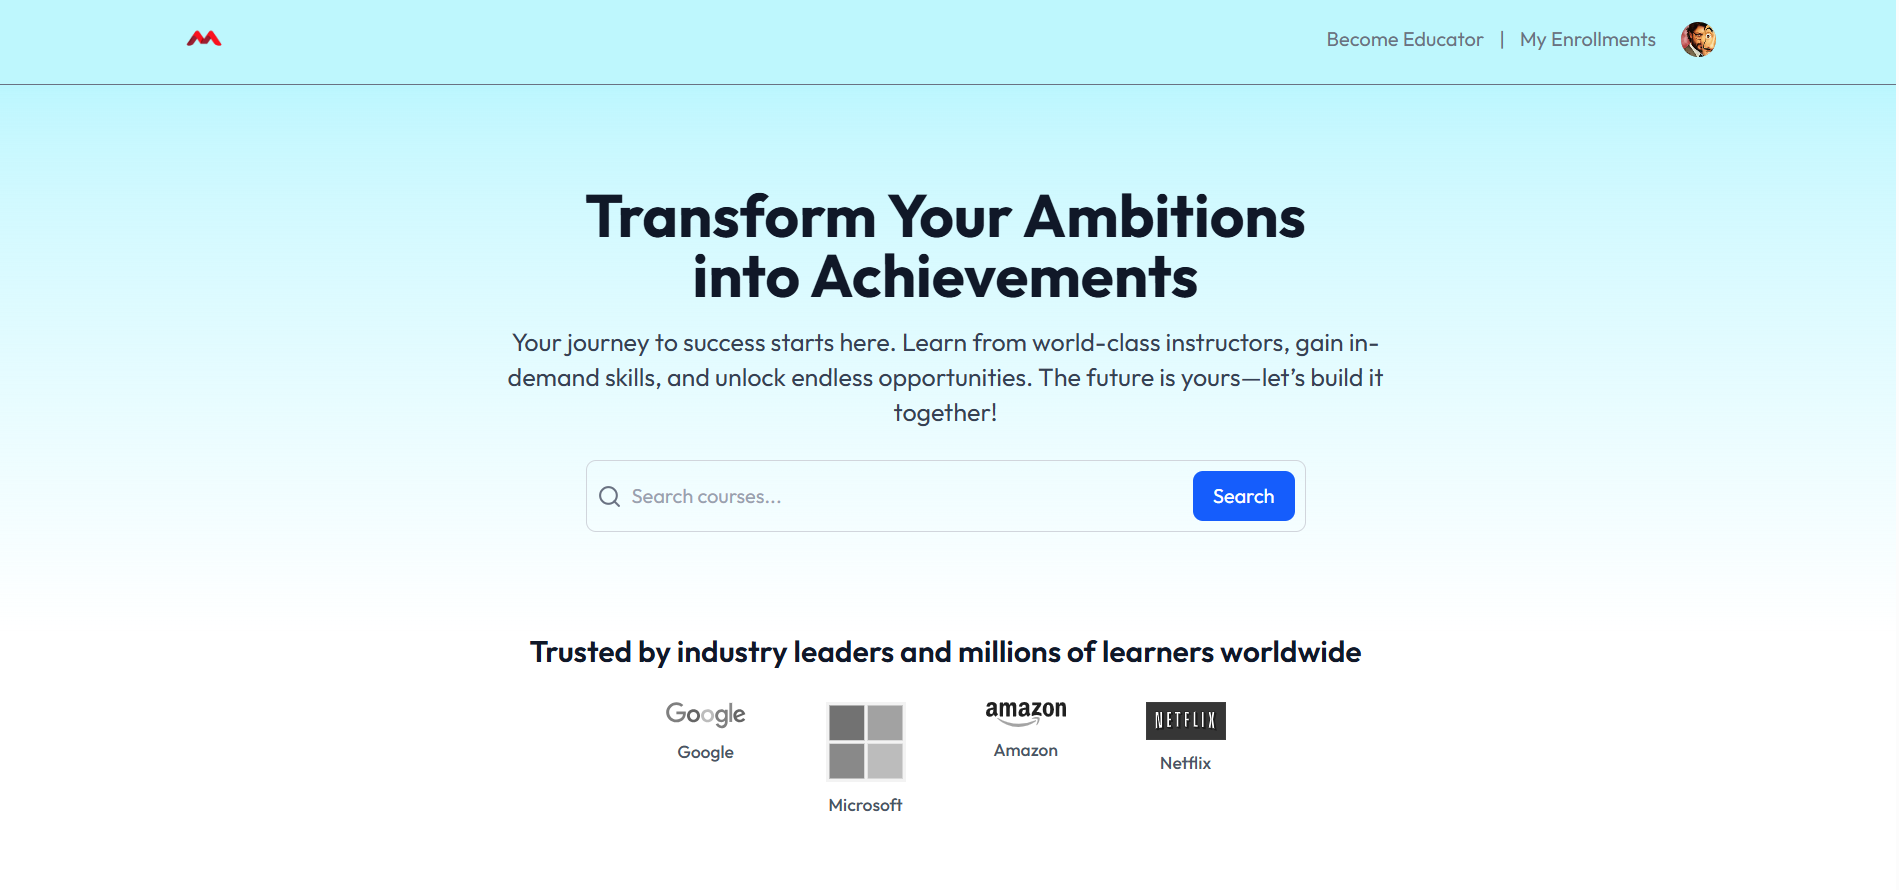 Become Educator | My Enrollments
Transform Your Ambitions
into Achievements
Your journey to success starts here. Learn from world-class instructors, gain in-
demand skills, and unlock endless opportunities. The future is yours—let’s build it
together!
Search courses... Search
Trusted by industry leaders and millions of learners worldwide
Google amazon NETFLIX
Google Microsoft Amazon Netflix